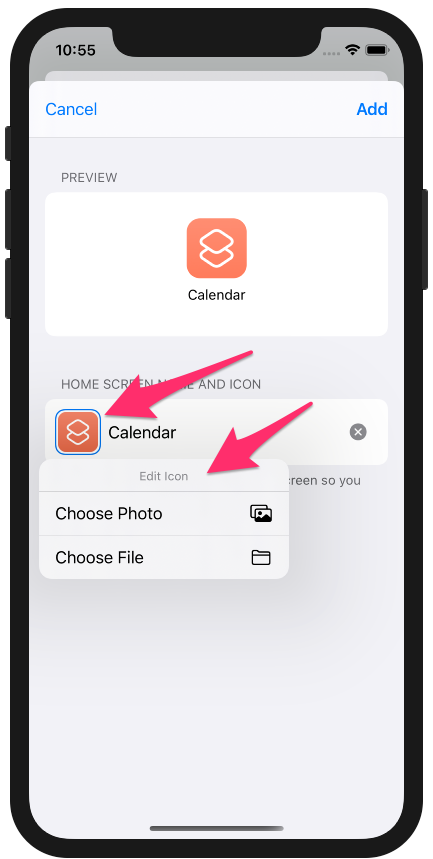 10:55
Cancel Add
PREVIEW
Calendar
HOME SCREEN NAME AND ICON
Calendar
Edit Icon
creen so you
Choose Photo
Choose File